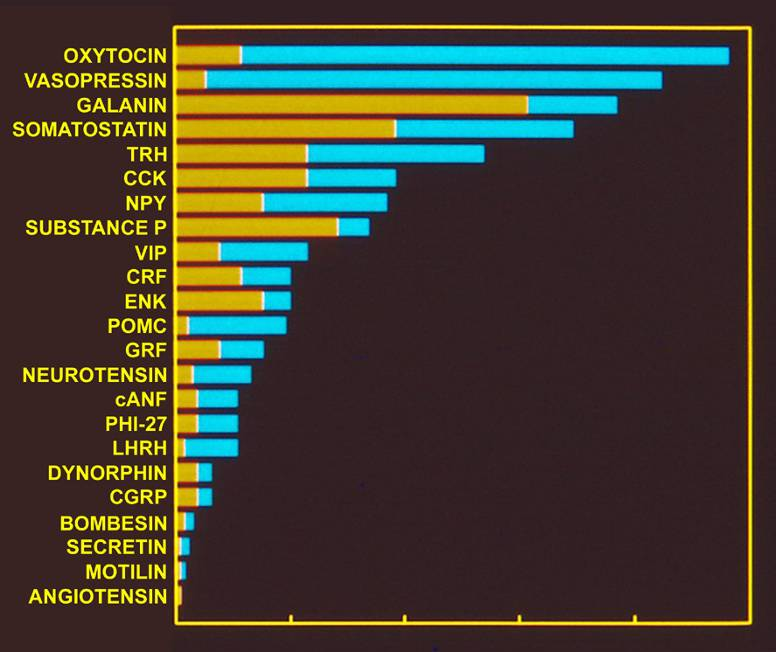 OXYTOCIN
VASOPRESSIN
GALANIN
SOMATOSTATIN
TRH
CCK
NPY
SUBSTANCE P
VIP
CRF
ENK
POMC
GRF
NEUROTENSIN
cANF
PHI-27
LHRH
DYNORPHIN
CGRP
BOMBESIN
SECRETIN
MOTILIN
ANGIOTENSIN